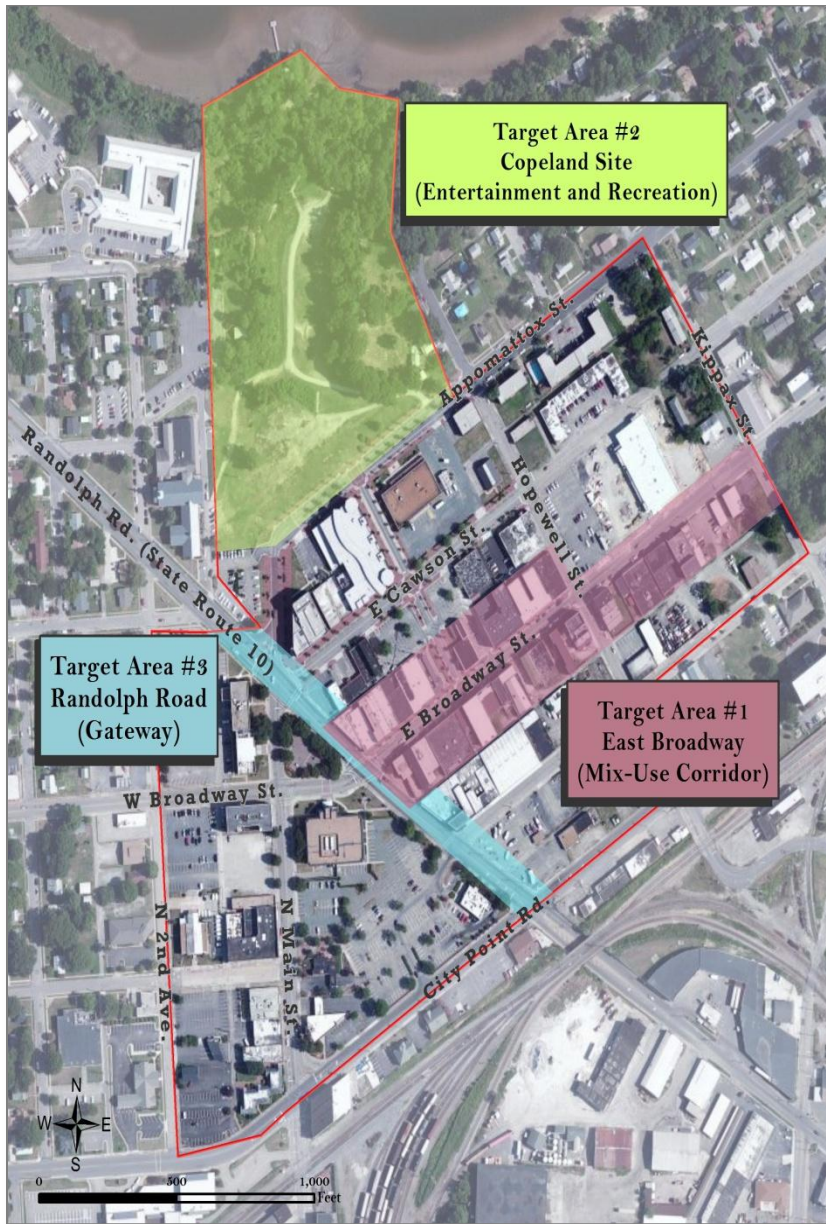 Target Area #2
Copeland Site
(Entertainment and Recreation)
Appomattox St.
Kippax St.
Randolph Rd. (State Route 10)
Hopewell St.
E Cawson St.
E Broadway St.
Target Area #3
Randolph Road
(Gateway)
Target Area #1
East Broadway
(Mix-Use Corridor)
W Broadway St.
N 2nd Ave.
N Main St.
City Point Rd.
N
W E
S
0 500 1,000
Feet